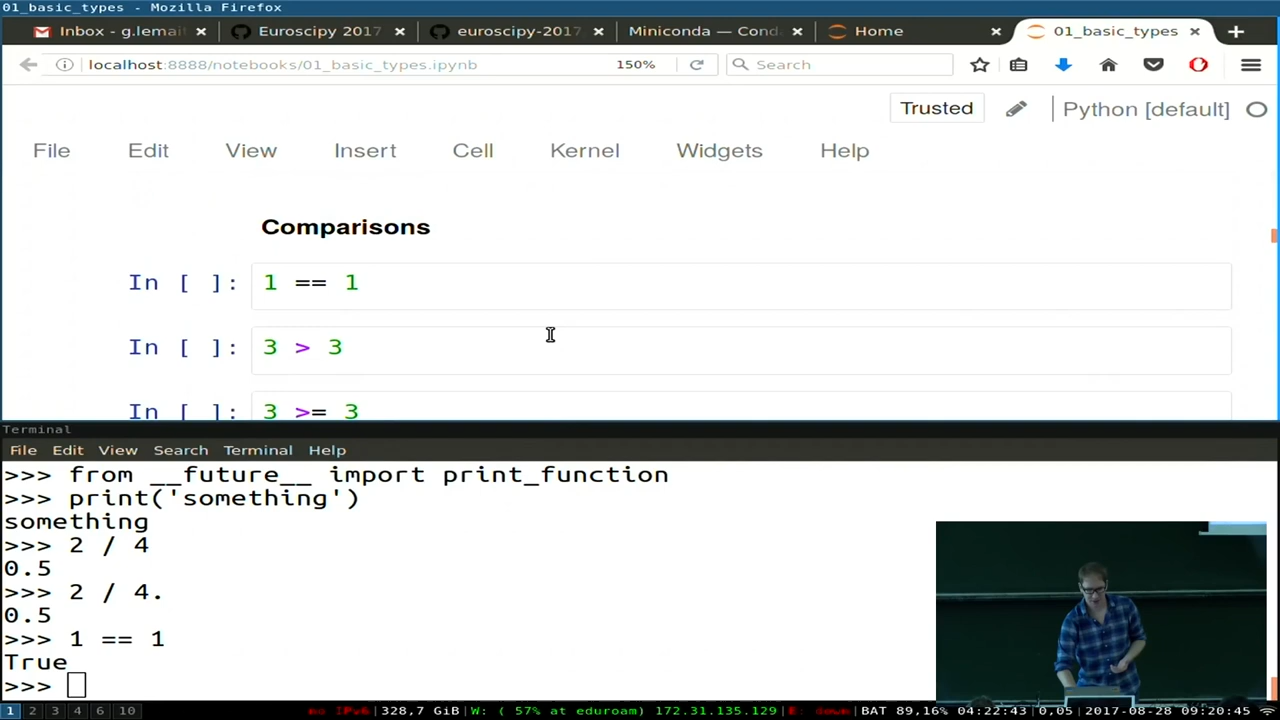 01_basic_types - Mozilla Firefox
Inbox - g.lemait × Euroscipy 2017 × euroscipy-2017 × Miniconda — Cond × Home × 01_basic_types ×
localhost:8888/notebooks/01_basic_types.ipynb 150% Search
Trusted Python [default]
File Edit View Insert Cell Kernel Widgets Help
Comparisons
In [ ]: 1 == 1
In [ ]: 3 > 3
In [ ]: 3 >= 3
Terminal
File Edit View Search Terminal Help
>>> from __future__ import print_function
>>> print('something')
something
>>> 2 / 4
0.5
>>> 2 / 4.
0.5
>>> 1 == 1
True
>>>
1 2 3 4 6 10 no IPv6|328,7 GiB|W: ( 57% at eduroam) 172.31.135.129|E: down|BAT 89,16% 04:22:43|0,05|2017-08-28 09:20:45